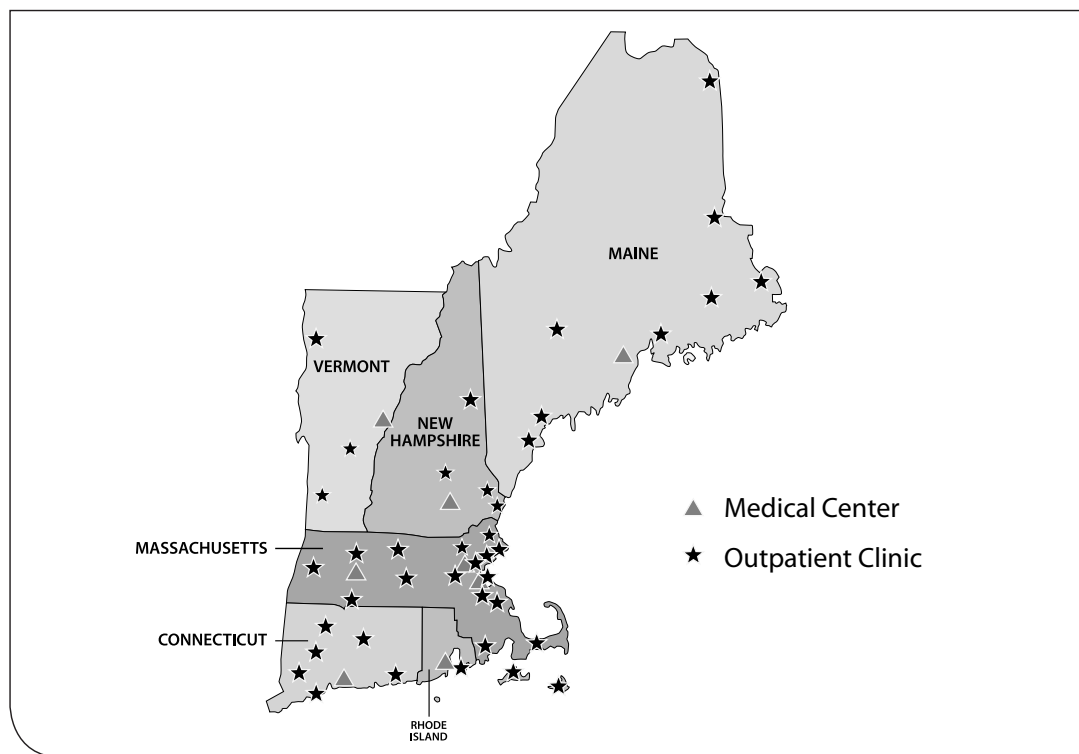 MAINE
VERMONT
NEW
HAMPSHIRE
Medical Center
MASSACHUSETTS
Outpatient Clinic
CONNECTICUT
RHODE
ISLAND